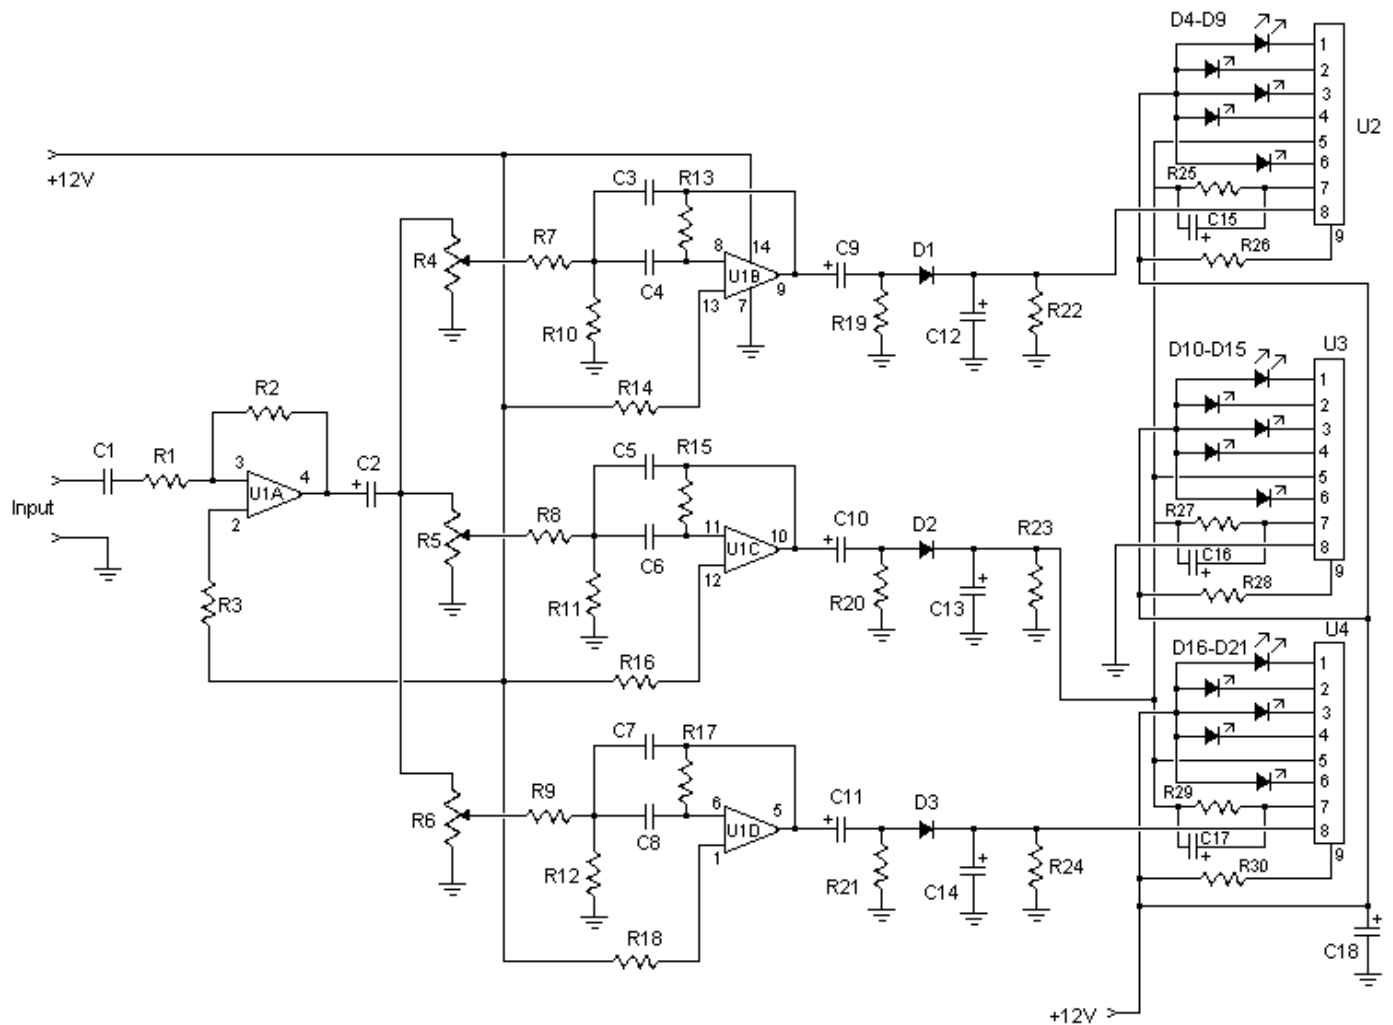 D4-D9
1
2
3
4
5
6
7
8
9
U2
R25
C15
+
R26
+12V
C3
R13
R7
R4
C4
8
14
U1B
9
13
7
R10
+
C9
D1
R19
C12
+
R22
R14
D10-D15
U3
1
2
3
4
5
6
7
8
9
R27
C16
+
R28
R2
C1
R1
3
4
U1A
2
+
C2
Input
R3
C5
R15
R8
R5
C6
11
10
U1C
12
R11
+
C10
D2
R23
R20
C13
+
R16
D16-D21
U4
1
2
3
4
5
6
7
8
9
R29
C17
+
R30
C7
R17
R9
R6
C8
6
5
U1D
1
R12
+
C11
D3
R21
C14
+
R24
R18
+
C18
+12V